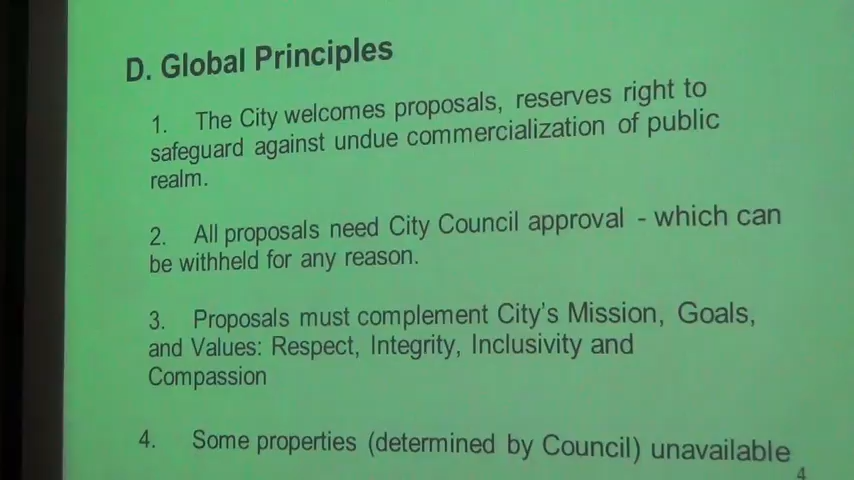 D. Global Principles
1. The City welcomes proposals, reserves right to
safeguard against undue commercialization of public
realm.
2. All proposals need City Council approval - which can
be withheld for any reason.
3. Proposals must complement City's Mission, Goals,
and Values: Respect, Integrity, Inclusivity and
Compassion
4. Some properties (determined by Council) unavailable
4